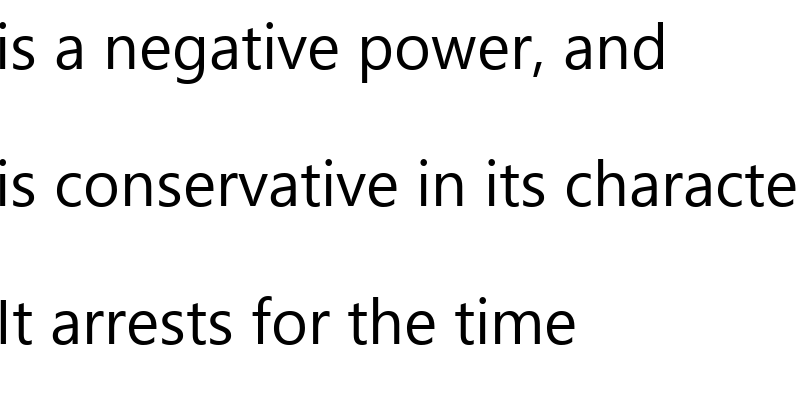 is a negative power, and
is conservative in its characte
It arrests for the time